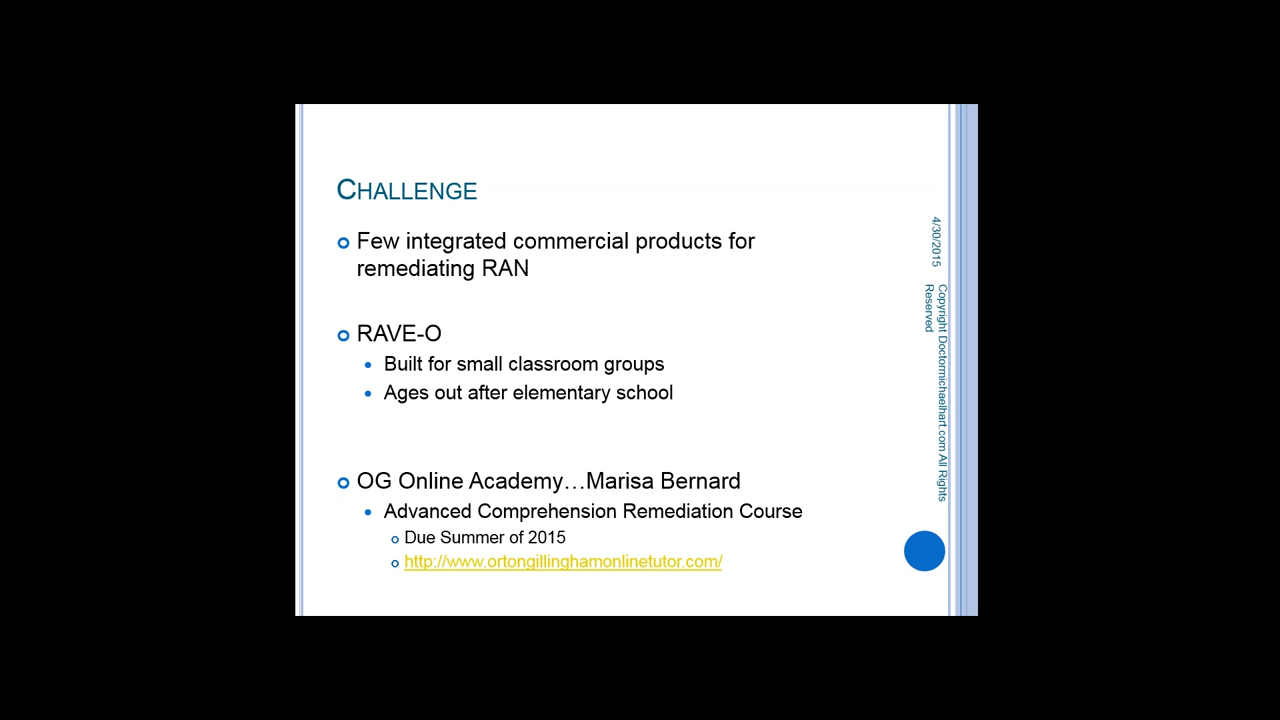 CHALLENGE
Few integrated commercial products for
remediating RAN
RAVE-O
Built for small classroom groups
Ages out after elementary school
OG Online Academy…Marisa Bernard
Advanced Comprehension Remediation Course
Due Summer of 2015
http://www.ortongillinghamonlinetutor.com/
4/30/2015
Copyright Doctormichaelhart.com All Rights
Reserved